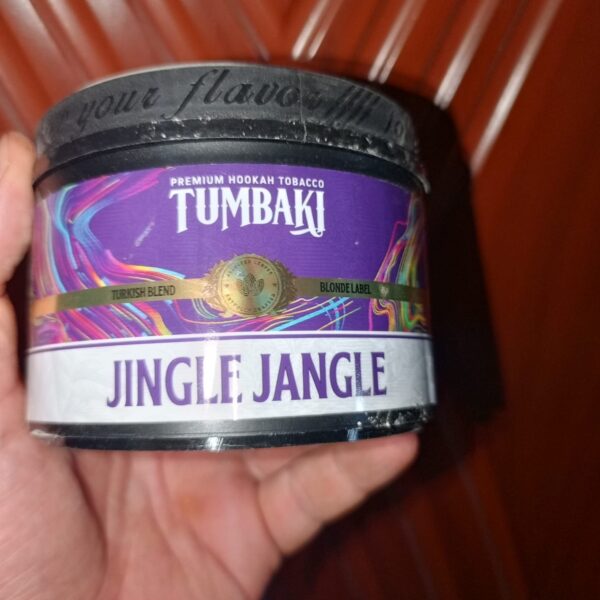 your flavor
PREMIUM HOOKAH TOBACCO
TUMBAKI
TURKISH BLEND
BLONDE LABEL
JINGLE JANGLE